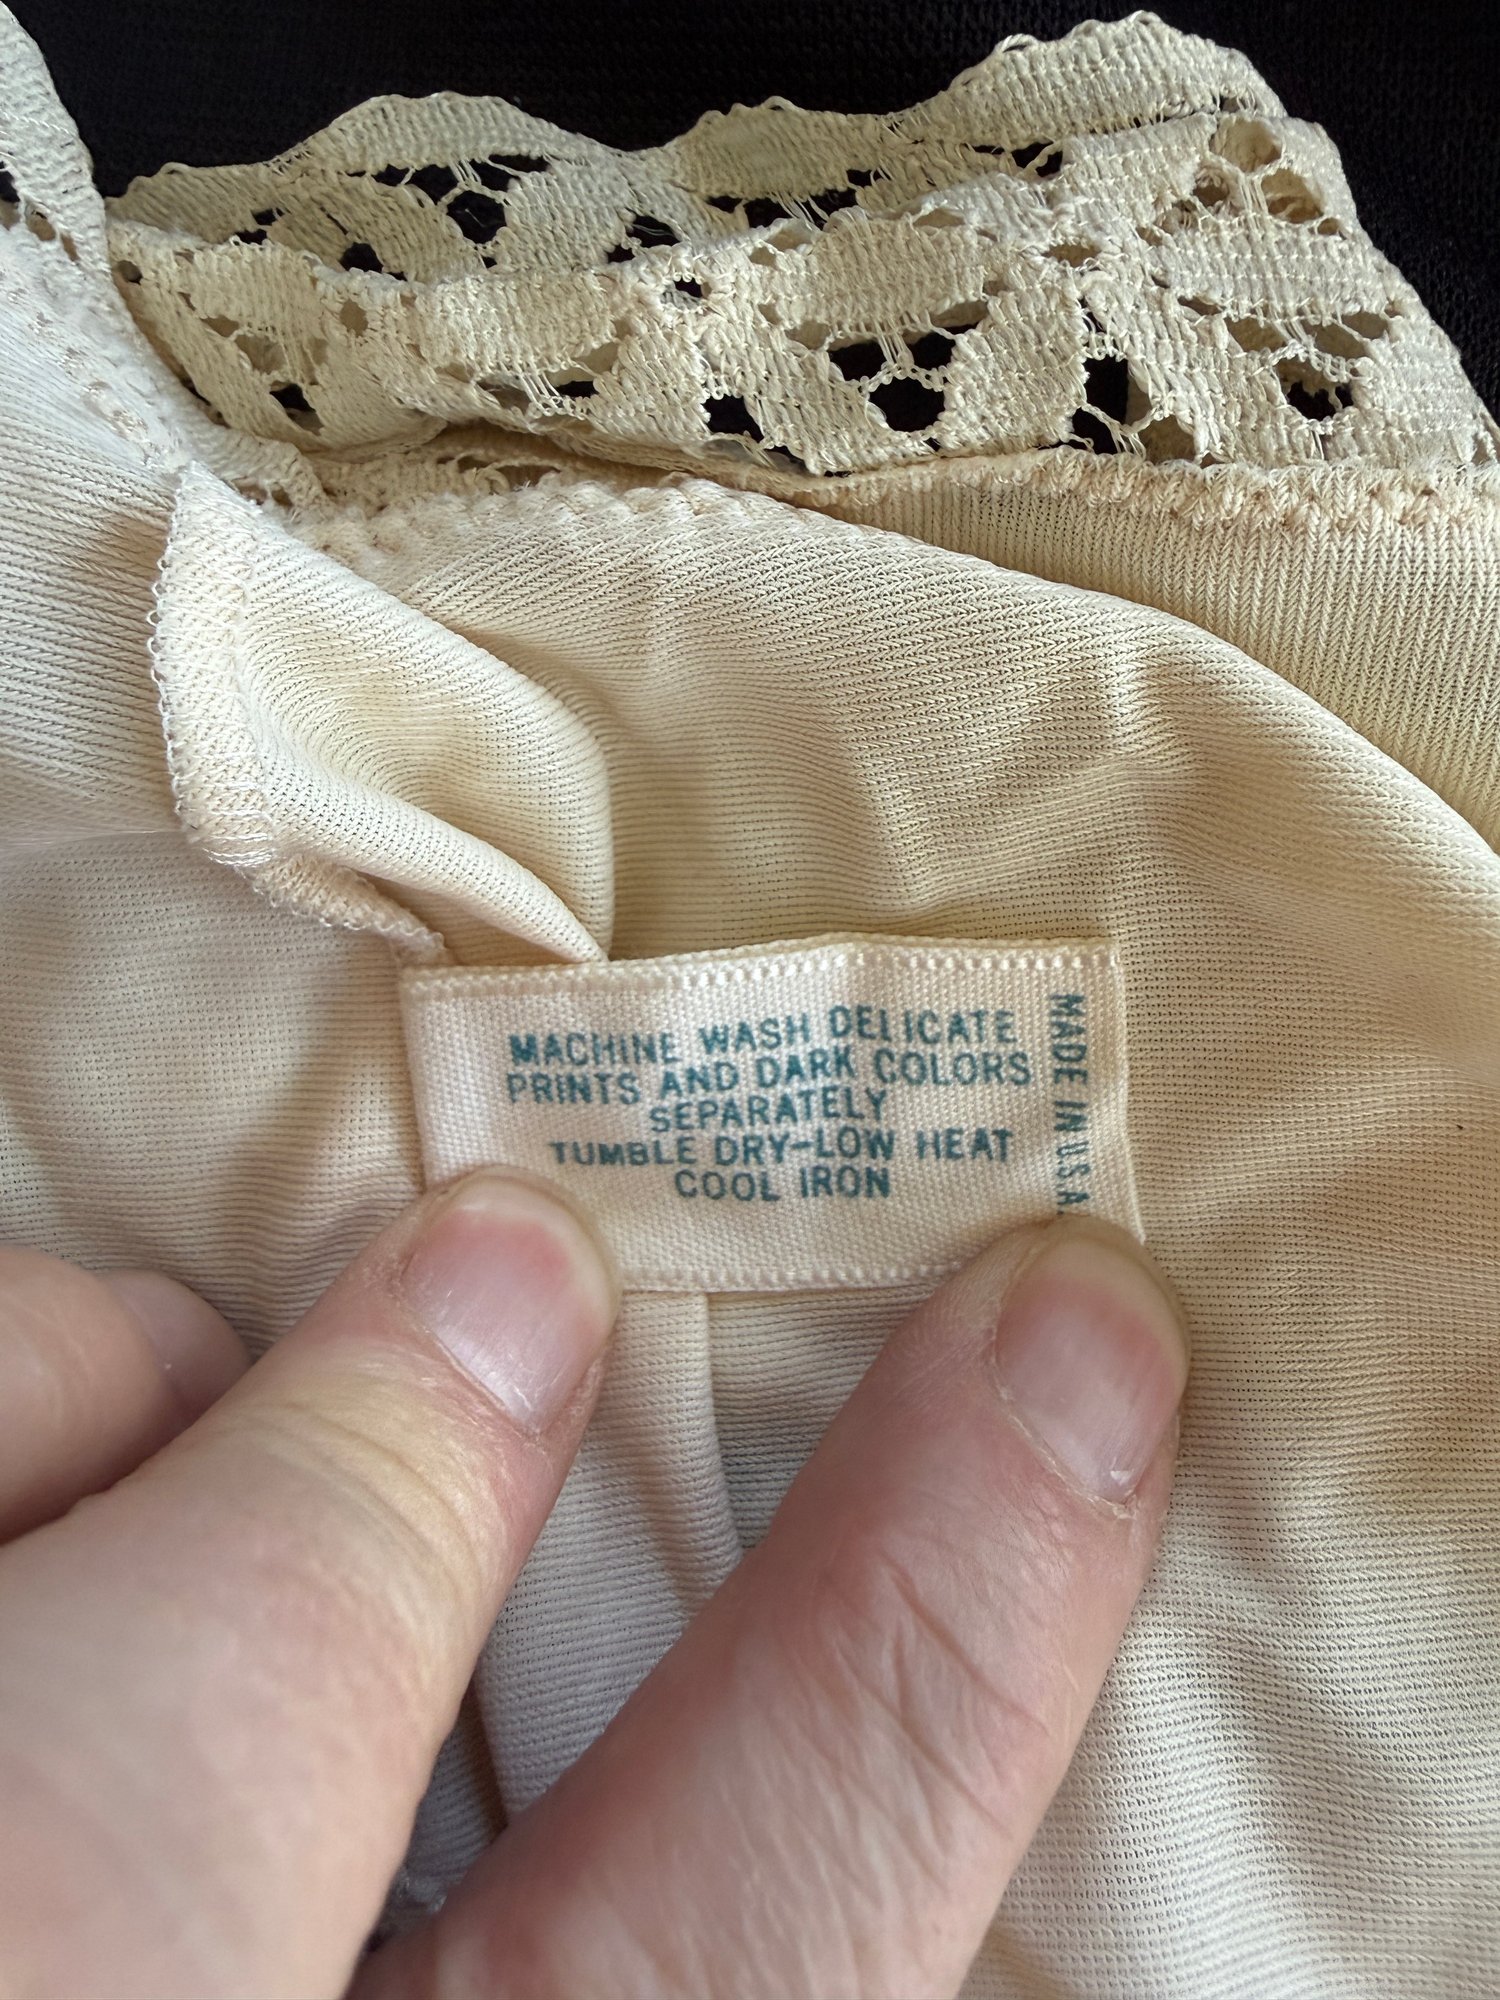 MACHINE WASH DELICATE
PRINTS AND DARK COLORS
SEPARATELY
TUMBLE DRY-LOW HEAT
COOL IRON
MADE IN U.S.A.